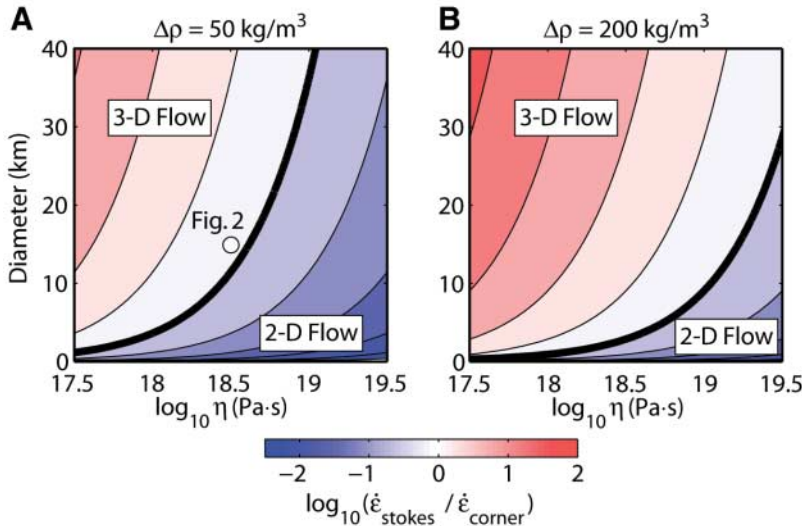 A
Δρ = 50 kg/m³
B
Δρ = 200 kg/m³
Diameter (km)
40
30
20
10
0
3-D Flow
Fig. 2
2-D Flow
17.5 18 18.5 19 19.5
log₁₀ η (Pa·s)
40
30
20
10
0
3-D Flow
2-D Flow
17.5 18 18.5 19 19.5
log₁₀ η (Pa·s)
−2 −1 0 1 2
log₁₀(ε̇stokes / ε̇corner)